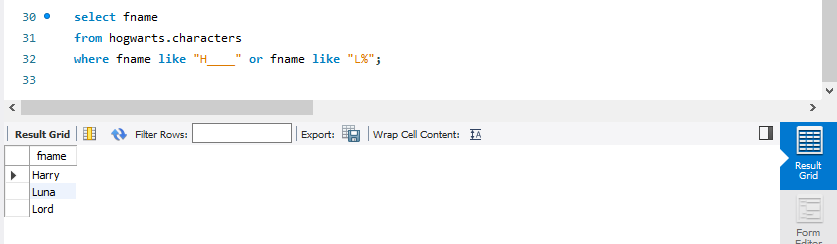 30 select fname
31 from hogwarts.characters
32 where fname like "H____" or fname like "L%";
33
Result Grid Filter Rows: Export: Wrap Cell Content: IA
fname
Harry
Luna
Lord
Result
Grid
Form
Editor